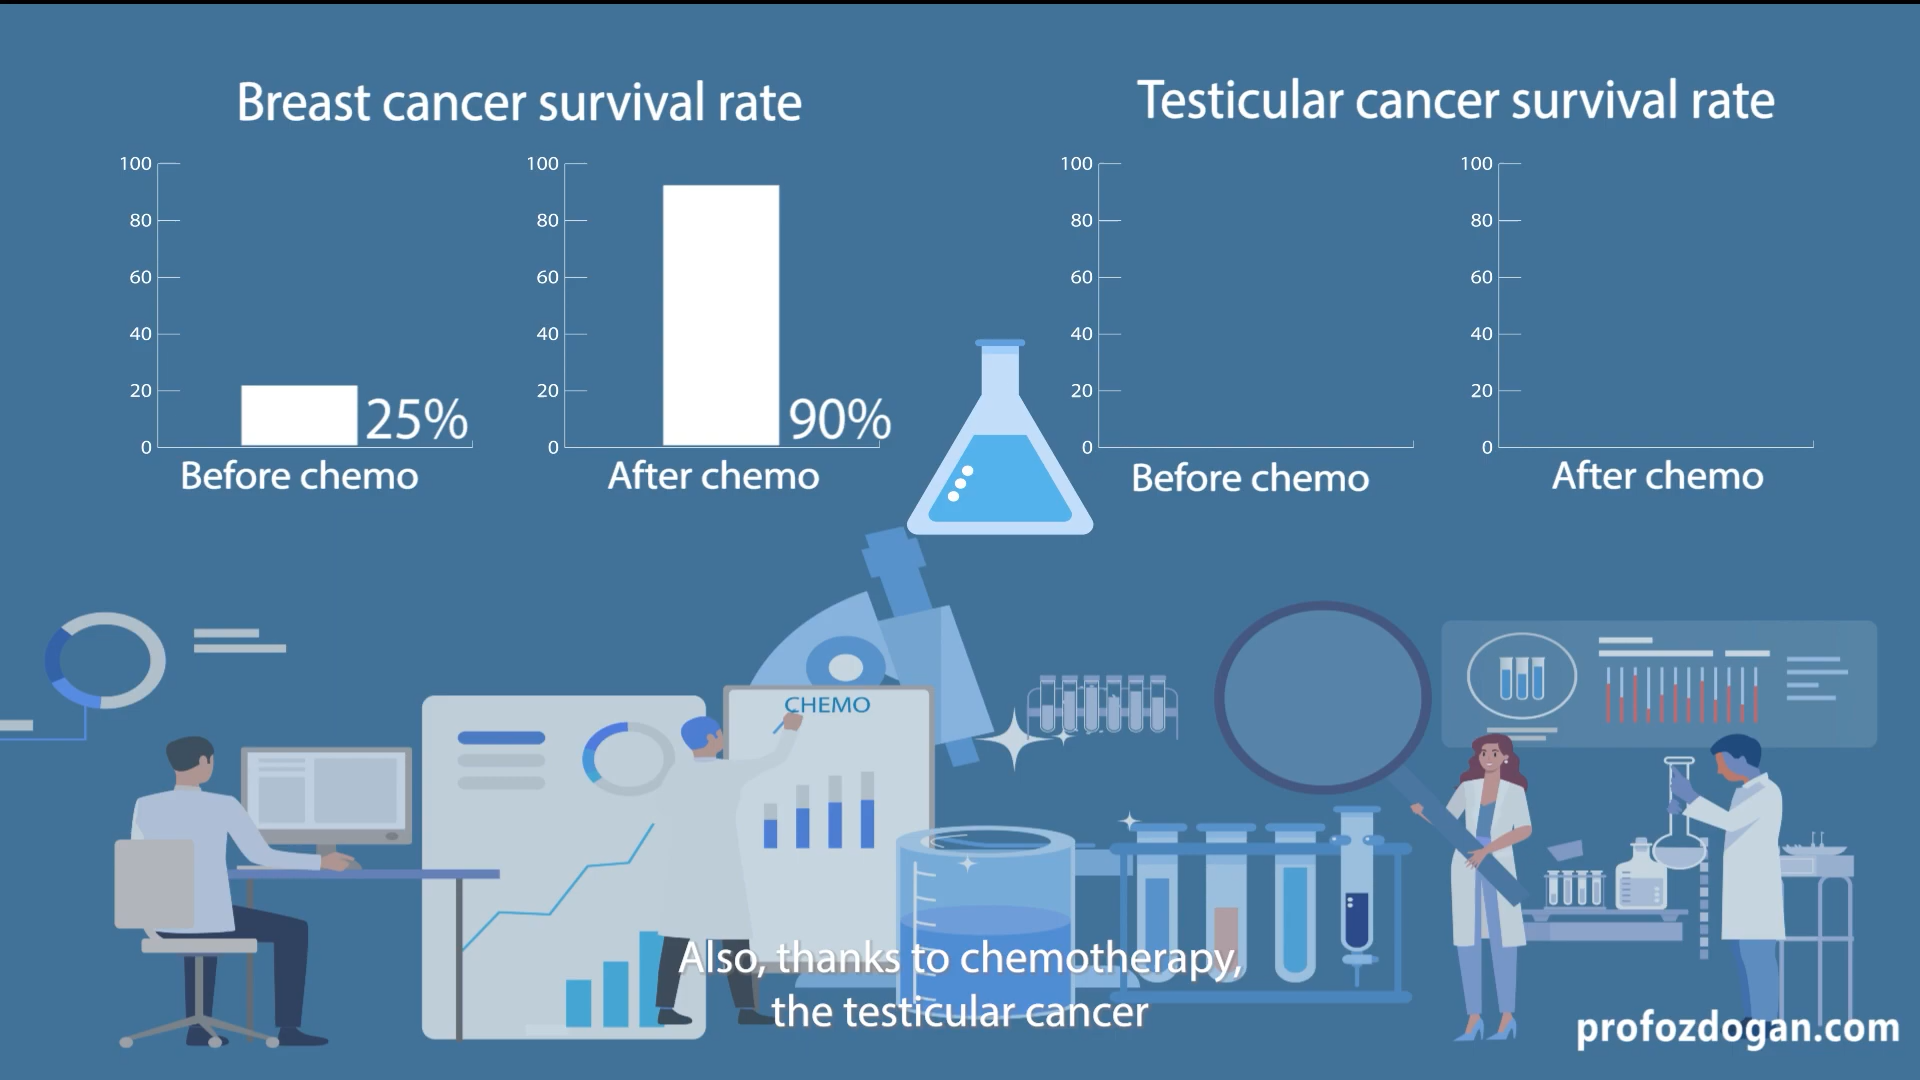 Breast cancer survival rate
Testicular cancer survival rate
100
80
60
40
20
0
25%
Before chemo
100
80
60
40
20
0
90%
After chemo
100
80
60
40
20
0
Before chemo
100
80
60
40
20
0
After chemo
CHEMO
Also, thanks to chemotherapy,
the testicular cancer
profozdogan.com